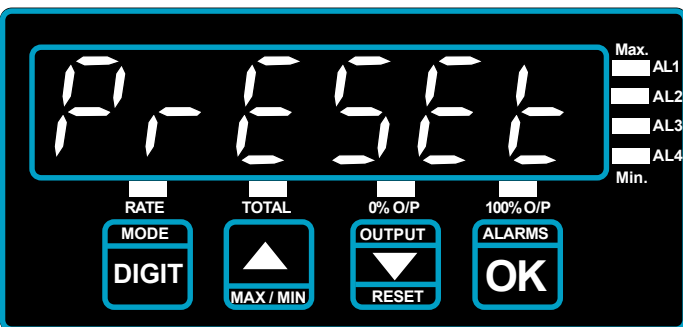 Max.
PrESEt
AL1
AL2
AL3
AL4
Min.
RATE TOTAL 0% O/P 100% O/P
MODE OUTPUT ALARMS
DIGIT OK
MAX / MIN RESET